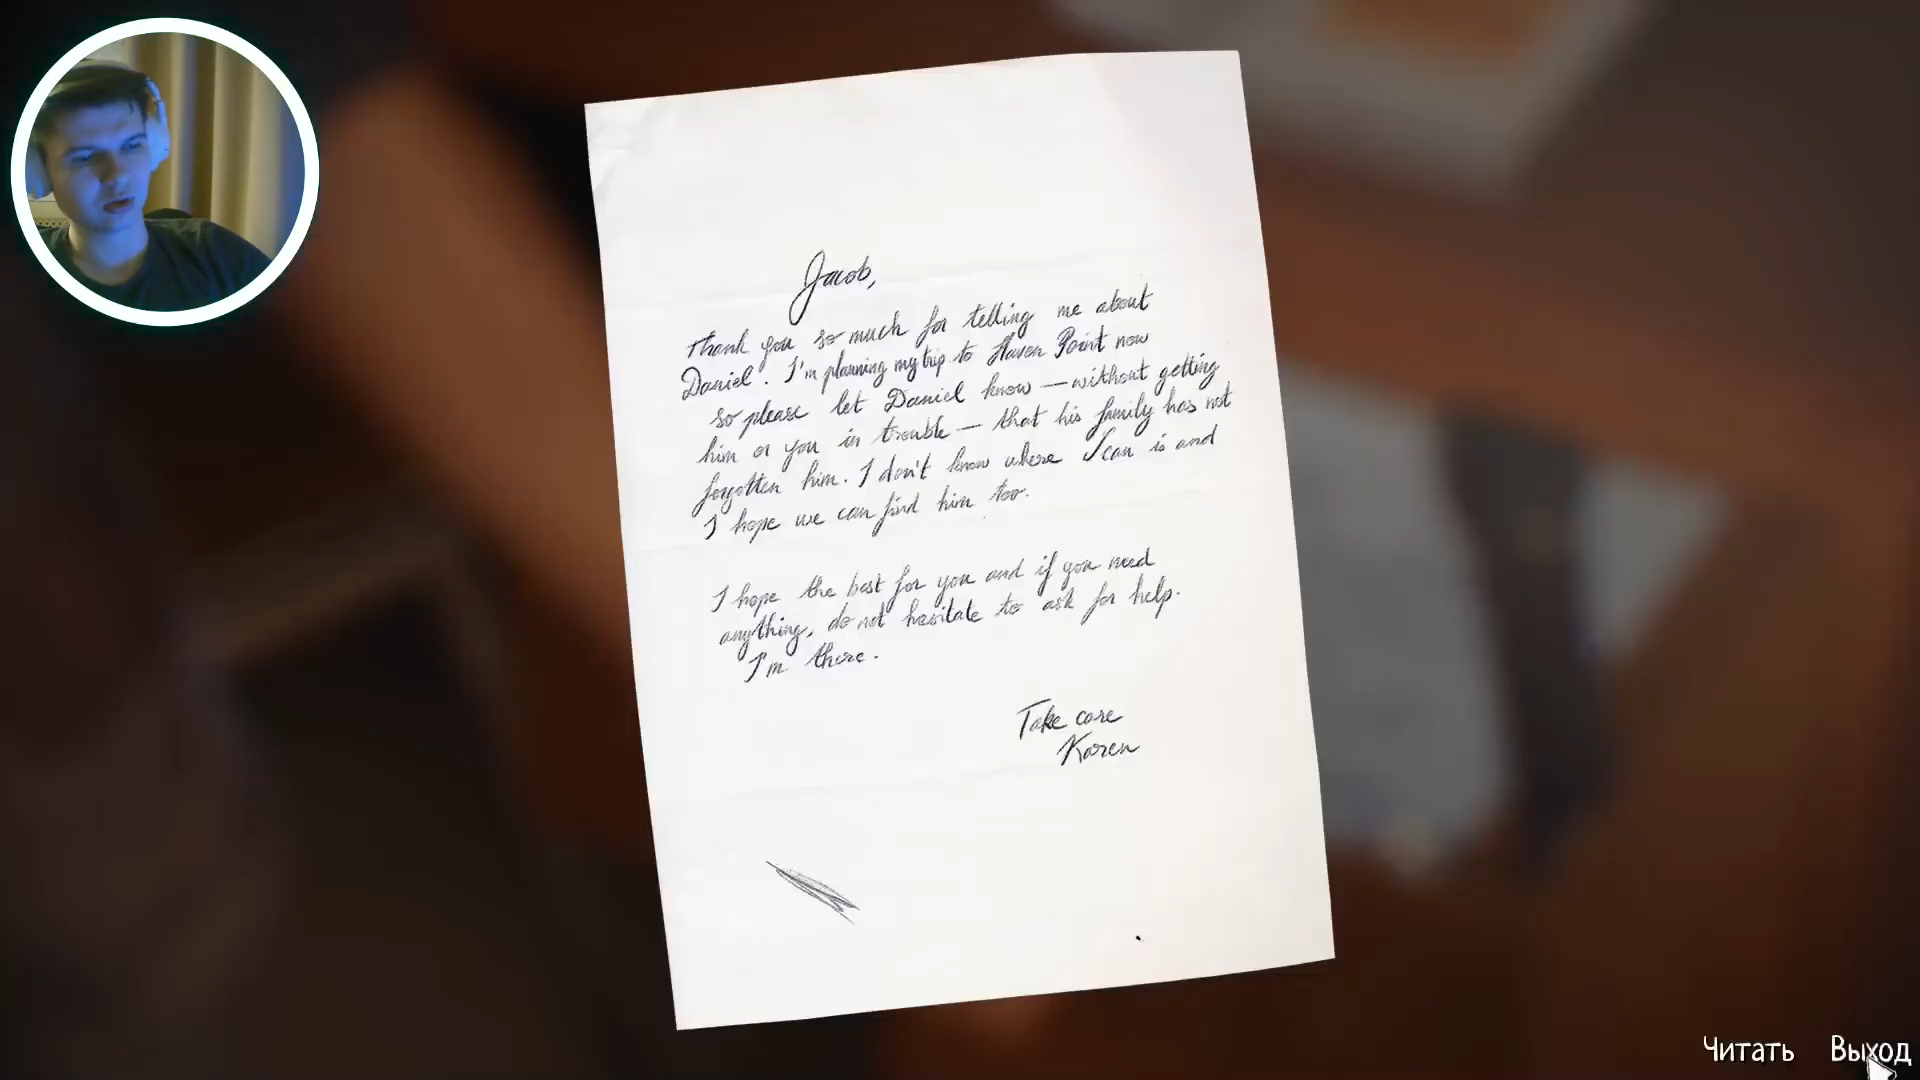 Jacob,
Thank you so much for telling me about
Daniel. I'm planning my trip to Haven Point now
so please let Daniel know — without getting
him or you in trouble — that his family has not
forgotten him. I don't know where Sean is and
I hope we can find him too.
I hope the best for you and if you need
anything, do not hesitate to ask for help.
I'm there.
Take care
Karen
Читать Выход